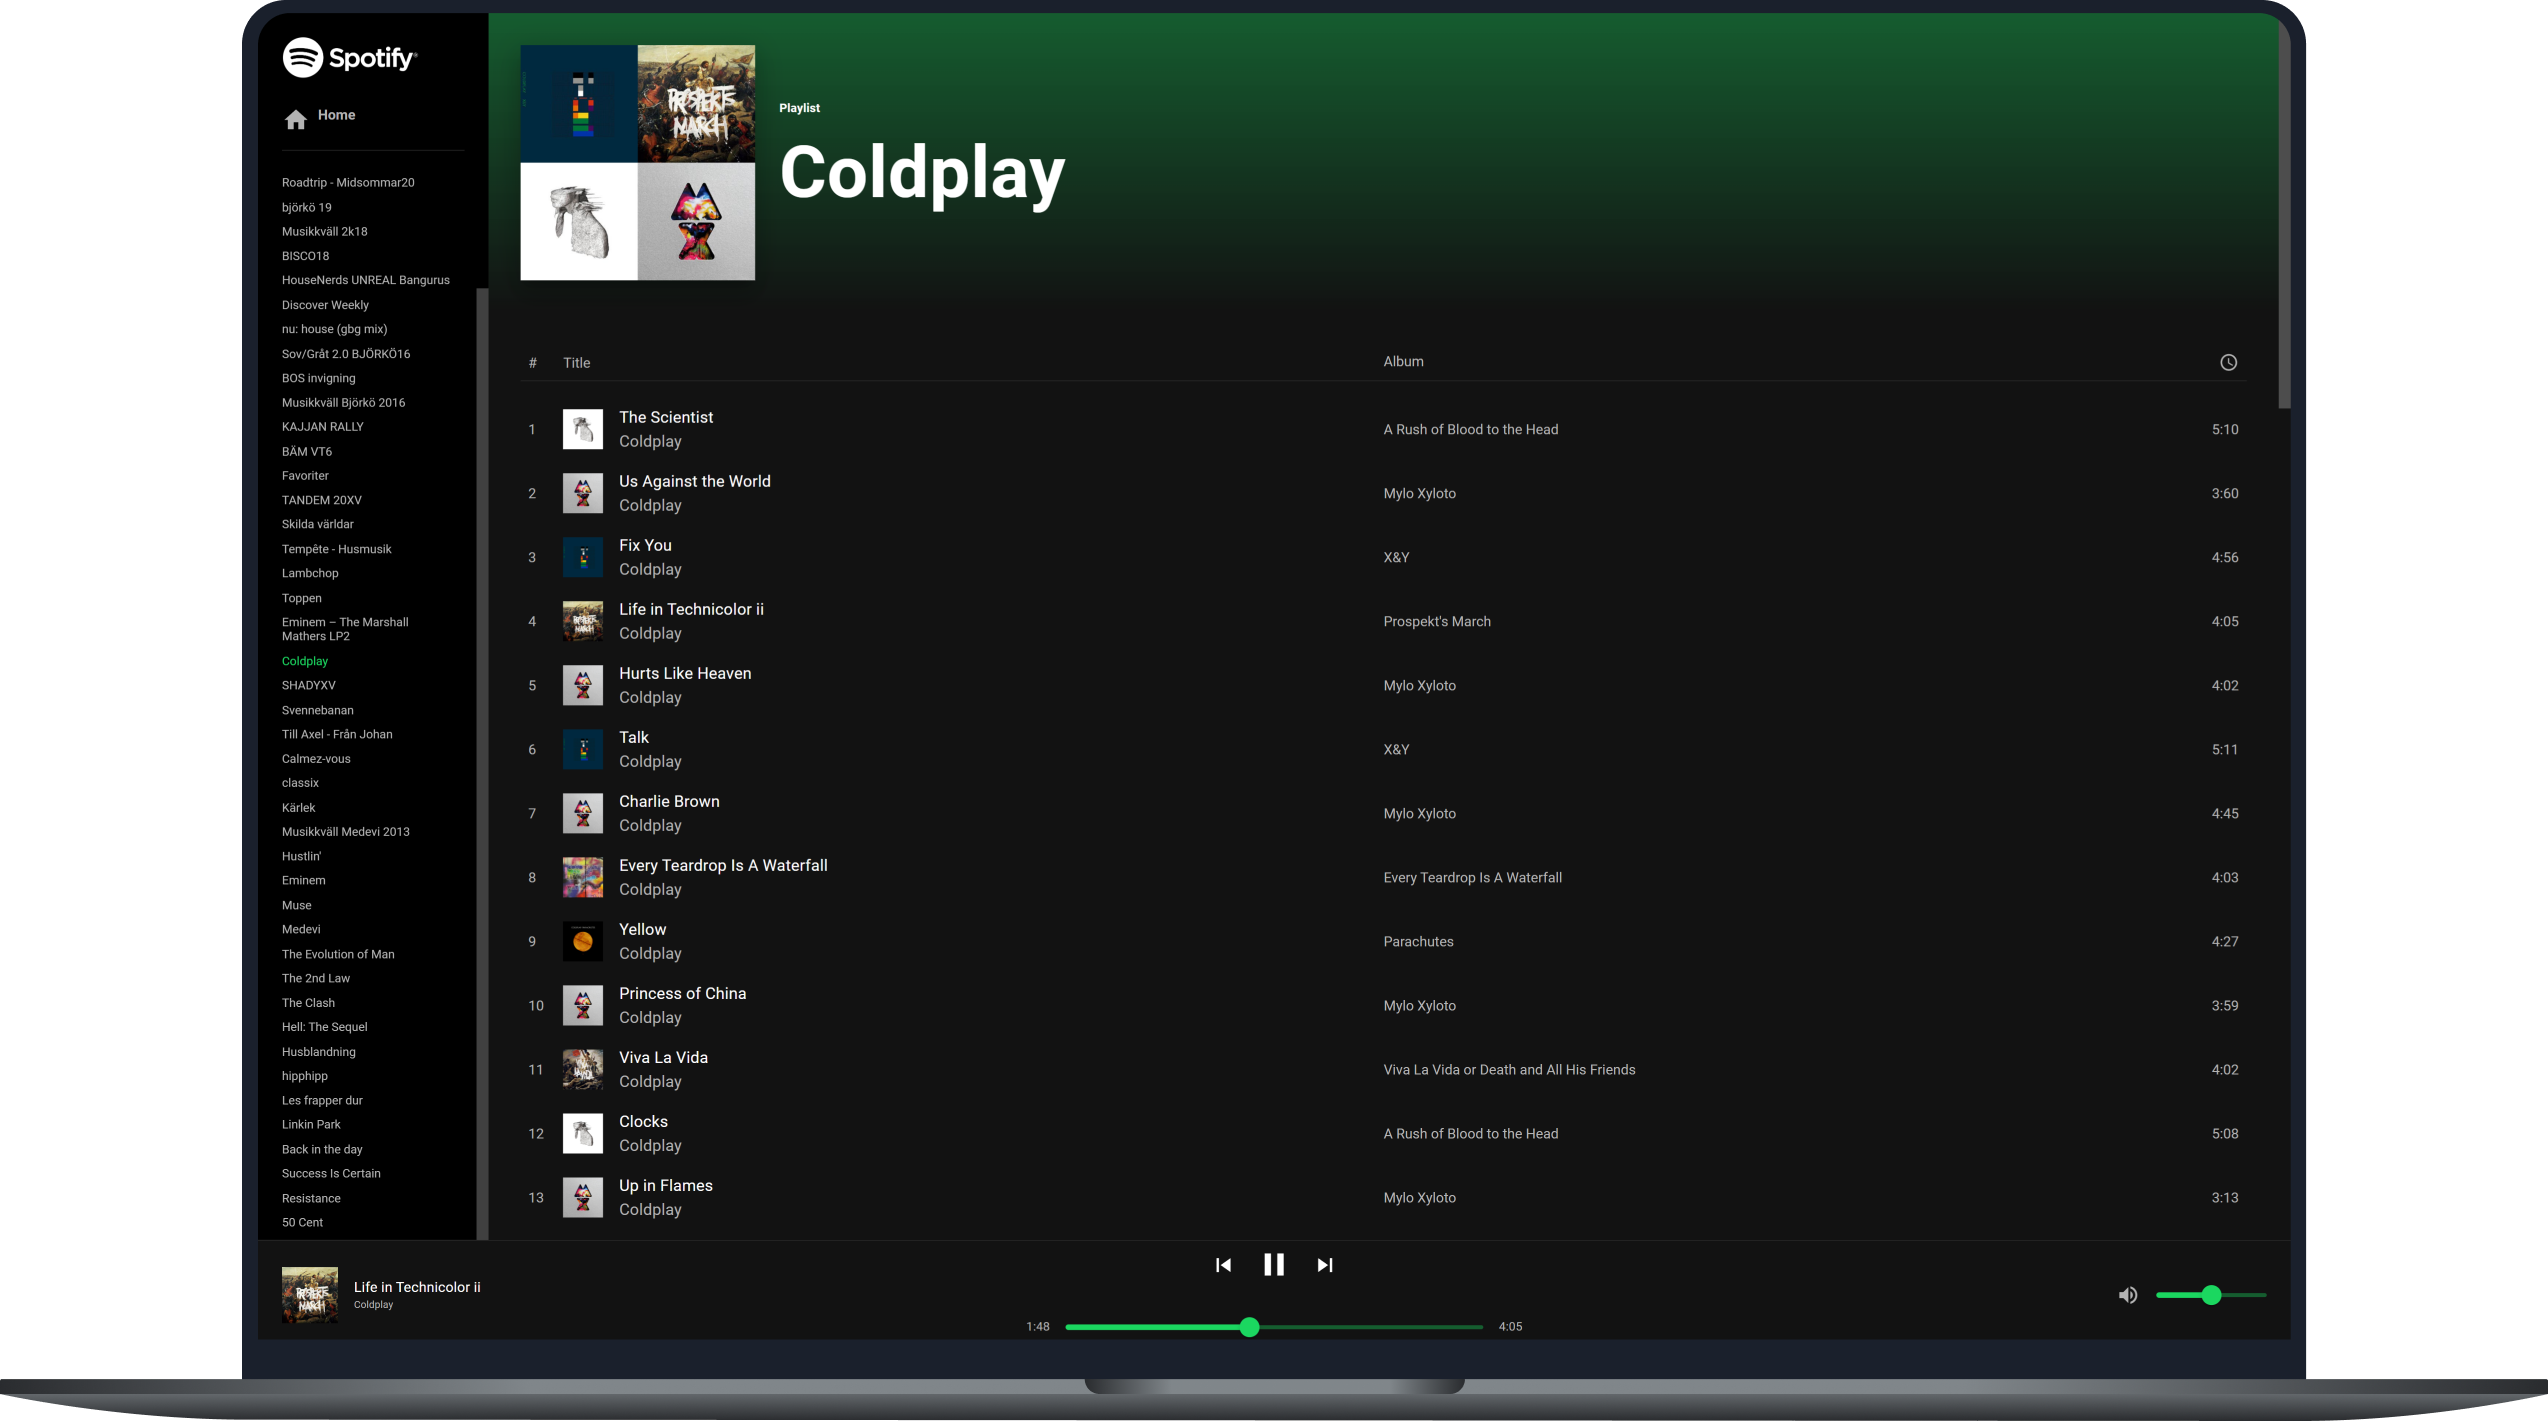 Spotify
Home
Roadtrip - Midsommar20
björkö 19
Musikkväll 2k18
BISCO18
HouseNerds UNREAL Bangurus
Discover Weekly
nu: house (gbg mix)
Sov/Gråt 2.0 BJÖRKÖ16
BOS invigning
Musikkväll Björkö 2016
KAJJAN RALLY
BÄM VT6
Favoriter
TANDEM 20XV
Skilda världar
Tempête - Husmusik
Lambchop
Toppen
Eminem – The Marshall
Mathers LP2
Coldplay
SHADYXV
Svennebanan
Till Axel - Från Johan
Calmez-vous
classix
Kärlek
Musikkväll Medevi 2013
Hustlin'
Eminem
Muse
Medevi
The Evolution of Man
The 2nd Law
The Clash
Hell: The Sequel
Husblandning
hipphipp
Les frapper dur
Linkin Park
Back in the day
Success Is Certain
Resistance
50 Cent
PROSPEKT'S
MARCH
Playlist
Coldplay
# Title Album
1 The Scientist Coldplay A Rush of Blood to the Head 5:10
2 Us Against the World Coldplay Mylo Xyloto 3:60
3 Fix You Coldplay X&Y 4:56
4 Life in Technicolor ii Coldplay Prospekt's March 4:05
5 Hurts Like Heaven Coldplay Mylo Xyloto 4:02
6 Talk Coldplay X&Y 5:11
7 Charlie Brown Coldplay Mylo Xyloto 4:45
8 Every Teardrop Is A Waterfall Coldplay Every Teardrop Is A Waterfall 4:03
9 Yellow Coldplay Parachutes 4:27
10 Princess of China Coldplay Mylo Xyloto 3:59
11 Viva La Vida Coldplay Viva La Vida or Death and All His Friends 4:02
12 Clocks Coldplay A Rush of Blood to the Head 5:08
13 Up in Flames Coldplay Mylo Xyloto 3:13
Life in Technicolor ii
Coldplay
1:48 4:05